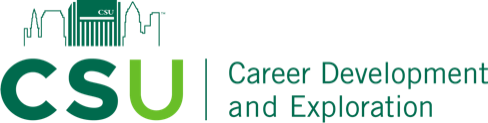 CSU
CSU
Career Development
and Exploration